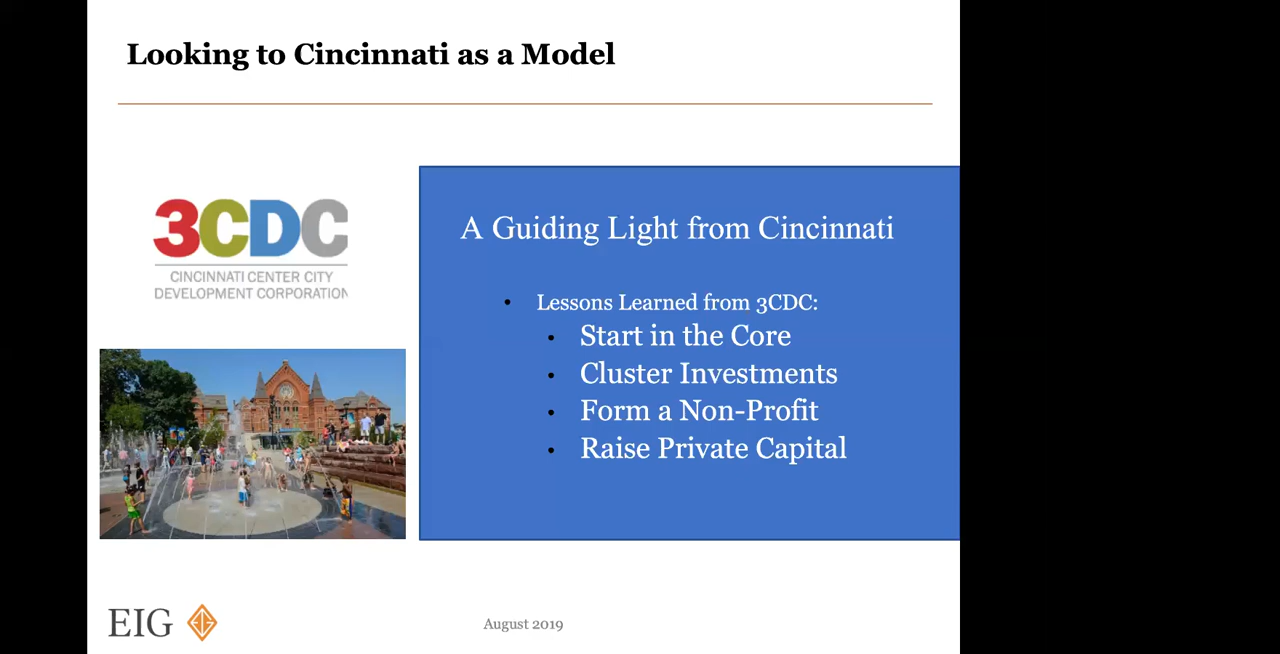 Looking to Cincinnati as a Model
3CDC
CINCINNATI CENTER CITY
DEVELOPMENT CORPORATION
A Guiding Light from Cincinnati
• Lessons Learned from 3CDC:
• Start in the Core
• Cluster Investments
• Form a Non-Profit
• Raise Private Capital
EIG
August 2019